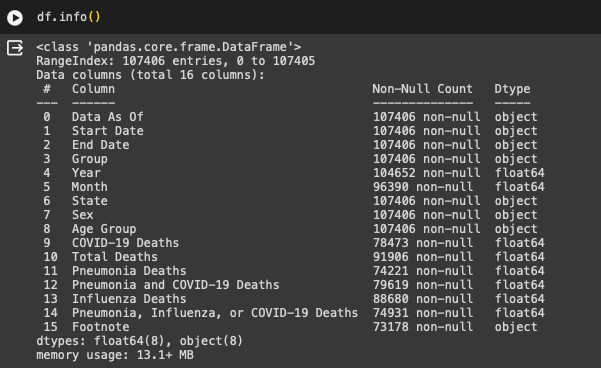 df.info()
<class 'pandas.core.frame.DataFrame'>
RangeIndex: 107406 entries, 0 to 107405
Data columns (total 16 columns):
 #   Column                                    Non-Null Count   Dtype
---  ------                                    --------------   -----
 0   Data As Of                                107406 non-null  object
 1   Start Date                                107406 non-null  object
 2   End Date                                  107406 non-null  object
 3   Group                                     107406 non-null  object
 4   Year                                      104652 non-null  float64
 5   Month                                     96390 non-null   float64
 6   State                                     107406 non-null  object
 7   Sex                                       107406 non-null  object
 8   Age Group                                 107406 non-null  object
 9   COVID-19 Deaths                           78473 non-null   float64
 10  Total Deaths                              91906 non-null   float64
 11  Pneumonia Deaths                          74221 non-null   float64
 12  Pneumonia and COVID-19 Deaths             79619 non-null   float64
 13  Influenza Deaths                          88680 non-null   float64
 14  Pneumonia, Influenza, or COVID-19 Deaths  74931 non-null   float64
 15  Footnote                                  73178 non-null   object
dtypes: float64(8), object(8)
memory usage: 13.1+ MB